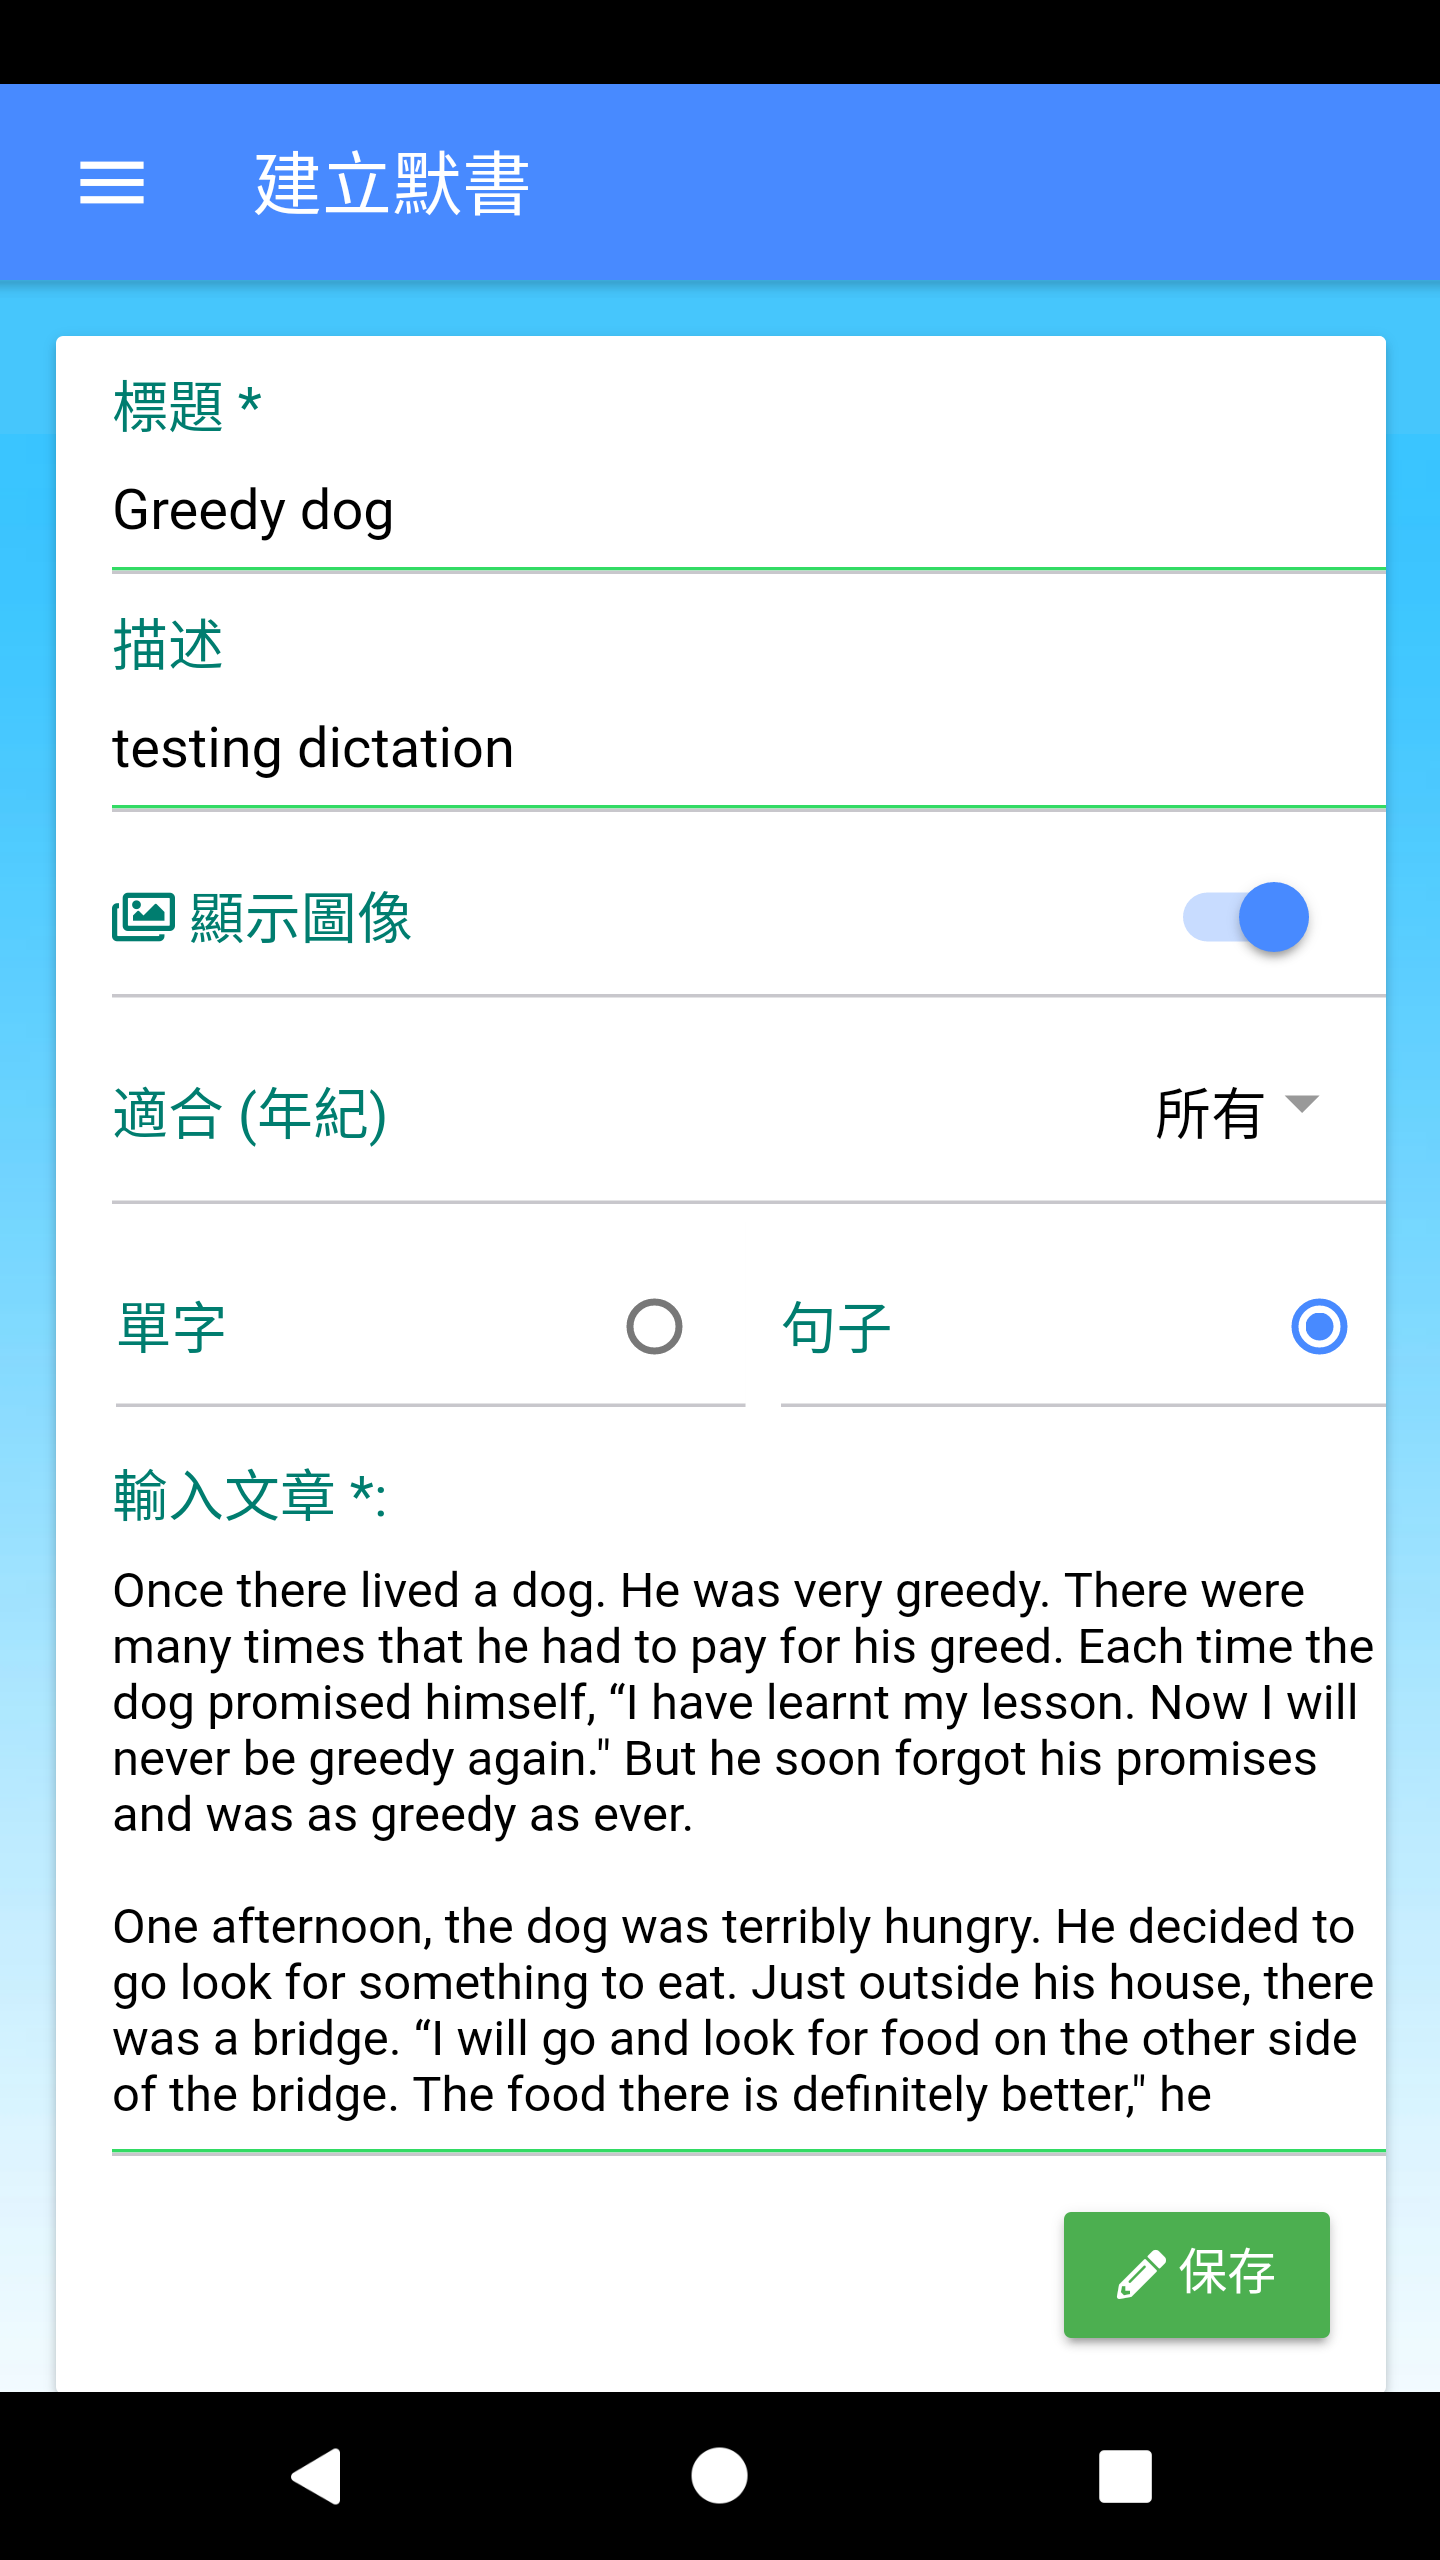 建立默書
標題 *
Greedy dog
描述
testing dictation
顯示圖像
適合 (年紀)
所有
單字
句子
輸入文章 *:
Once there lived a dog. He was very greedy. There were
many times that he had to pay for his greed. Each time the
dog promised himself, “I have learnt my lesson. Now I will
never be greedy again." But he soon forgot his promises
and was as greedy as ever.
One afternoon, the dog was terribly hungry. He decided to
go look for something to eat. Just outside his house, there
was a bridge. “I will go and look for food on the other side
of the bridge. The food there is definitely better," he
保存